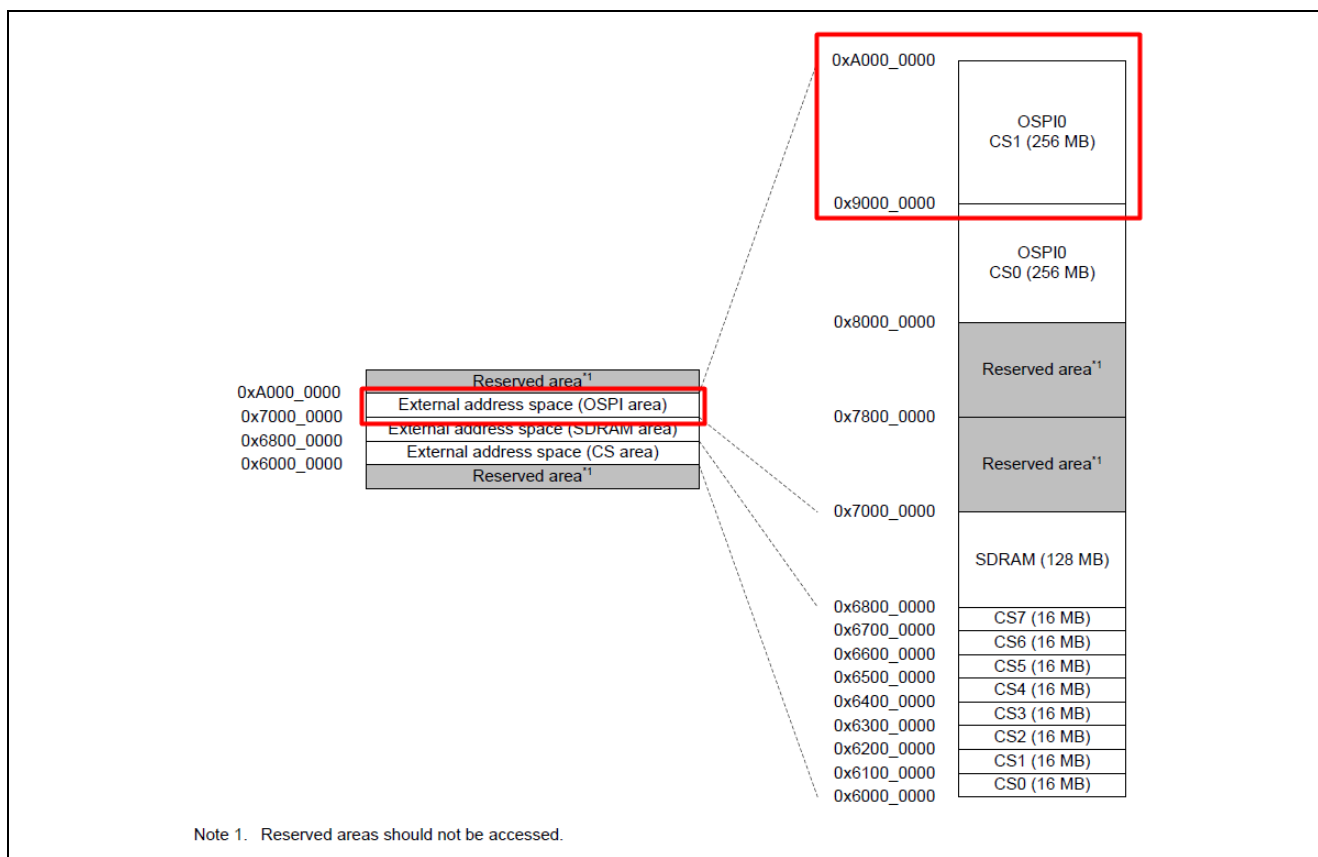 0xA000_0000
0x7000_0000
0x6800_0000
0x6000_0000
Reserved area*1
External address space (OSPI area)
External address space (SDRAM area)
External address space (CS area)
Reserved area*1
0xA000_0000
OSPI0
CS1 (256 MB)
0x9000_0000
OSPI0
CS0 (256 MB)
0x8000_0000
Reserved area*1
0x7800_0000
Reserved area*1
0x7000_0000
SDRAM (128 MB)
0x6800_0000
CS7 (16 MB)
0x6700_0000
CS6 (16 MB)
0x6600_0000
CS5 (16 MB)
0x6500_0000
CS4 (16 MB)
0x6400_0000
CS3 (16 MB)
0x6300_0000
CS2 (16 MB)
0x6200_0000
CS1 (16 MB)
0x6100_0000
CS0 (16 MB)
0x6000_0000
Note 1. Reserved areas should not be accessed.